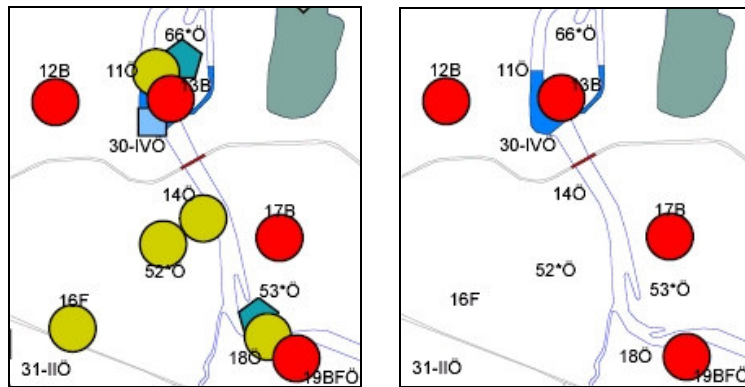 66*Ö
12B
11Ö
13B
30-IVÖ
14Ö
17B
52*Ö
53*Ö
16F
18Ö
31-IIÖ
19BFÖ
66*Ö
12B
11Ö
13B
30-IVÖ
14Ö
17B
52*Ö
53*Ö
16F
18Ö
31-IIÖ
19BFÖ